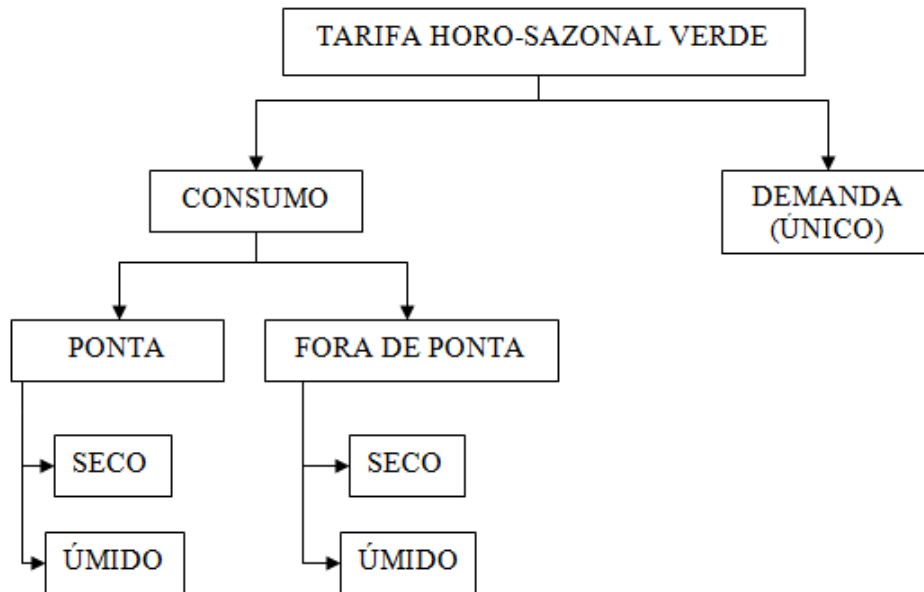 TARIFA HORO-SAZONAL VERDE
CONSUMO
DEMANDA
(ÚNICO)
PONTA
FORA DE PONTA
SECO
SECO
ÚMIDO
ÚMIDO